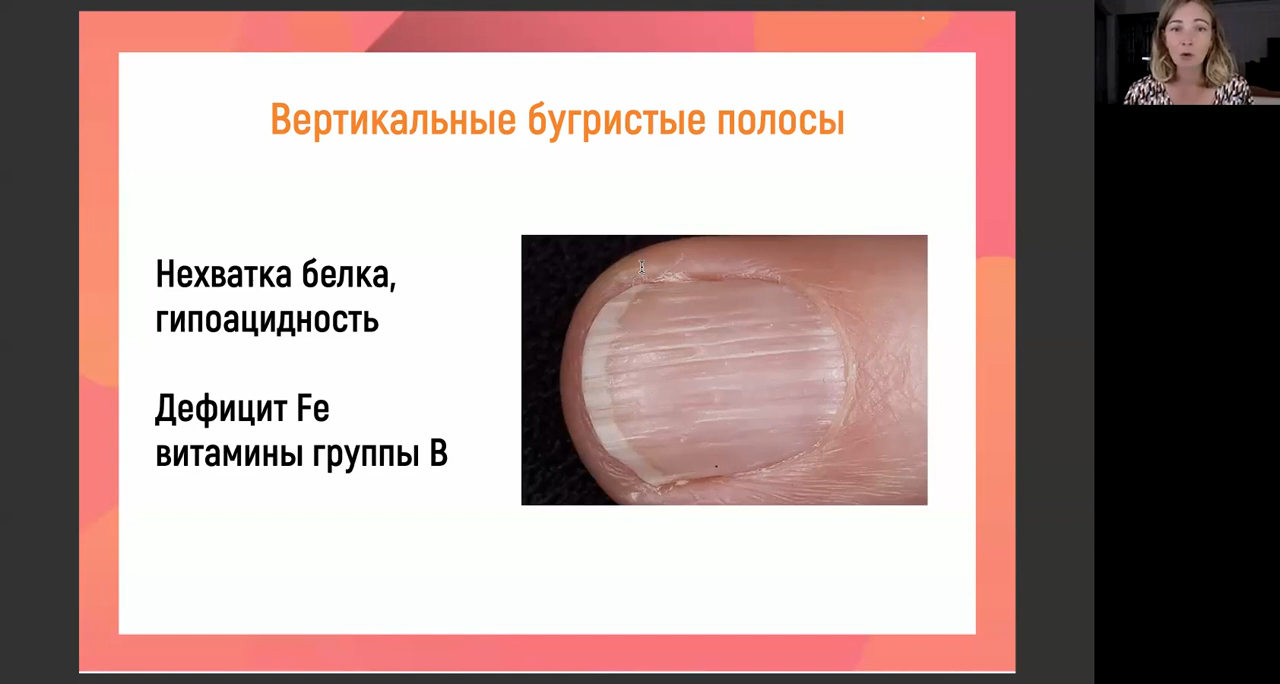 Вертикальные бугристые полосы
Нехватка белка,
гипоацидность
Дефицит Fe
витамины группы В